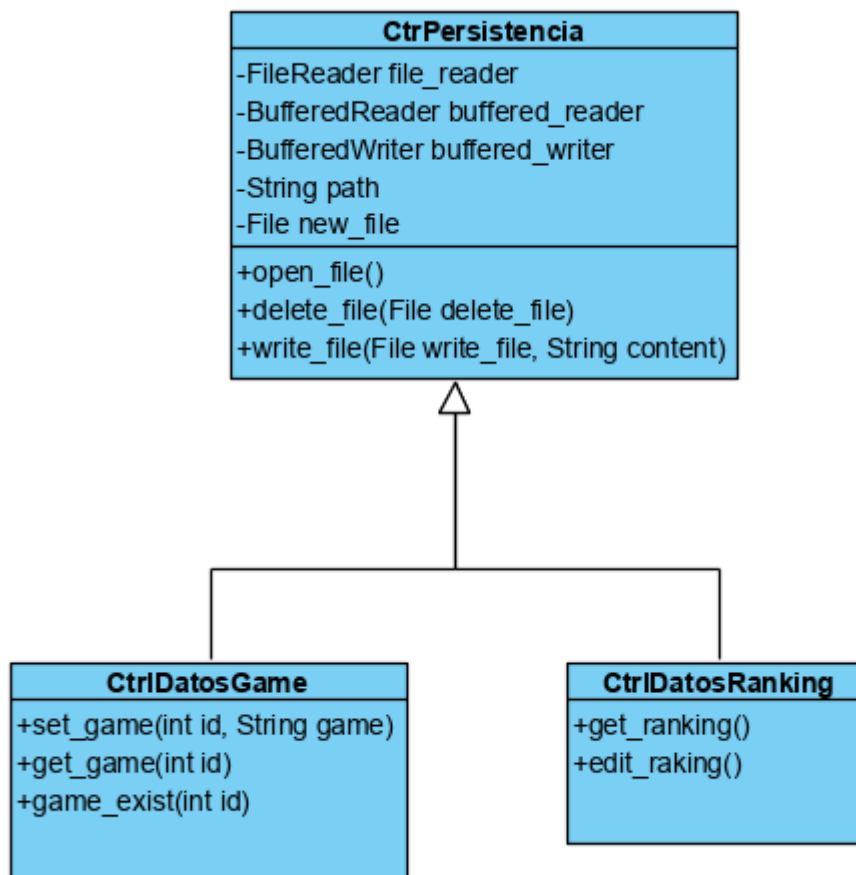 CtrPersistencia
-FileReader file_reader
-BufferedReader buffered_reader
-BufferedWriter buffered_writer
-String path
-File new_file
+open_file()
+delete_file(File delete_file)
+write_file(File write_file, String content)
CtrlDatosGame
+set_game(int id, String game)
+get_game(int id)
+game_exist(int id)
CtrlDatosRanking
+get_ranking()
+edit_raking()